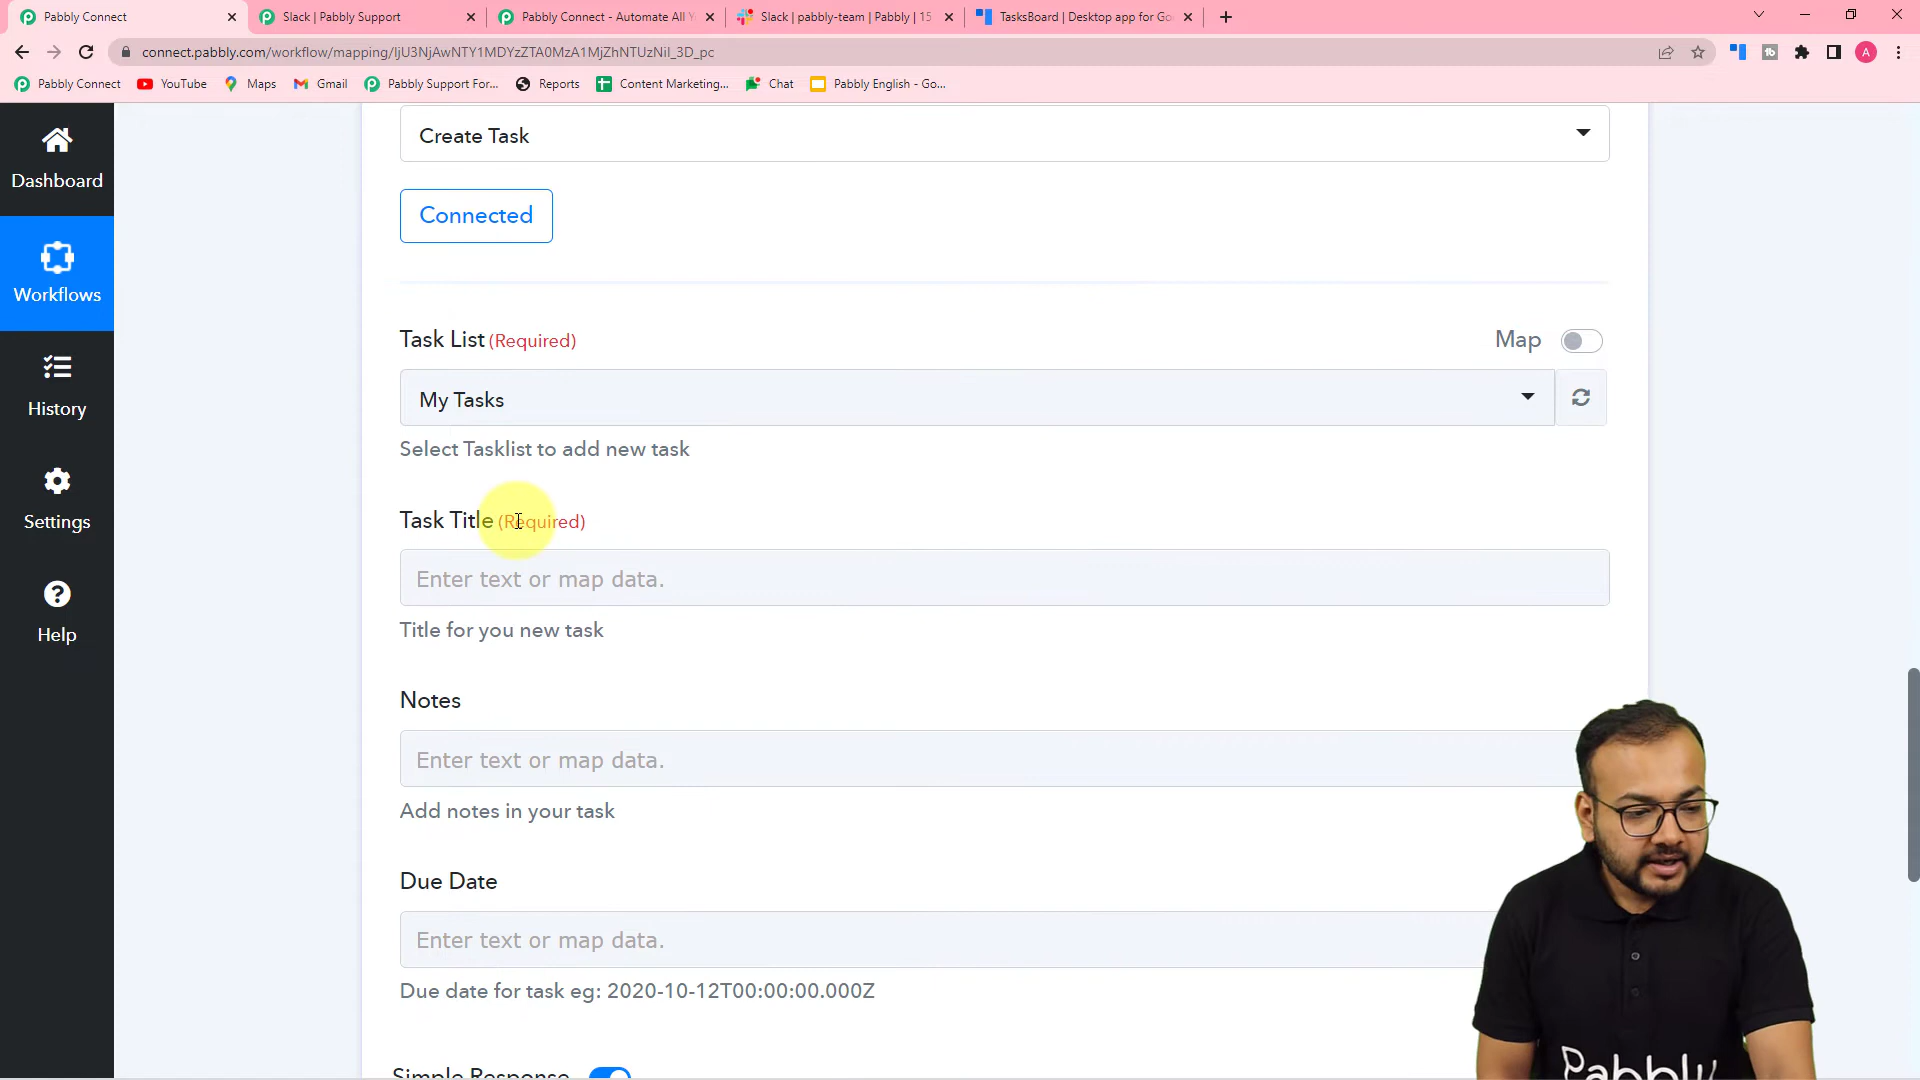 Pabbly Connect
Slack | Pabbly Support
Pabbly Connect - Automate All Y
Slack | pabbly-team | Pabbly | 15
TasksBoard | Desktop app for Go
connect.pabbly.com/workflow/mapping/IjU3NjAwNTY1MDYzZTA0MzA1MjZhNTUzNiI_3D_pc
A
Pabbly Connect
YouTube
Maps
Gmail
Pabbly Support For...
Reports
Content Marketing...
Chat
Pabbly English - Go...
Dashboard
Workflows
History
Settings
Help
Create Task
Connected
Task List (Required)
Map
My Tasks
Select Tasklist to add new task
Task Title (Required)
Enter text or map data.
Title for you new task
Notes
Enter text or map data.
Add notes in your task
Due Date
Enter text or map data.
Due date for task eg: 2020-10-12T00:00:00.000Z
Simple Response
Pabbly